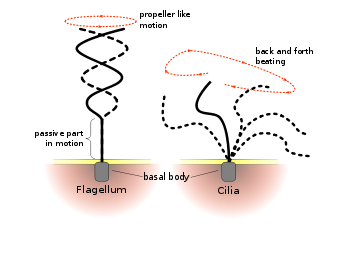 propeller like
motion
back and forth
beating
passive part
in motion
basal body
Flagellum
Cilia